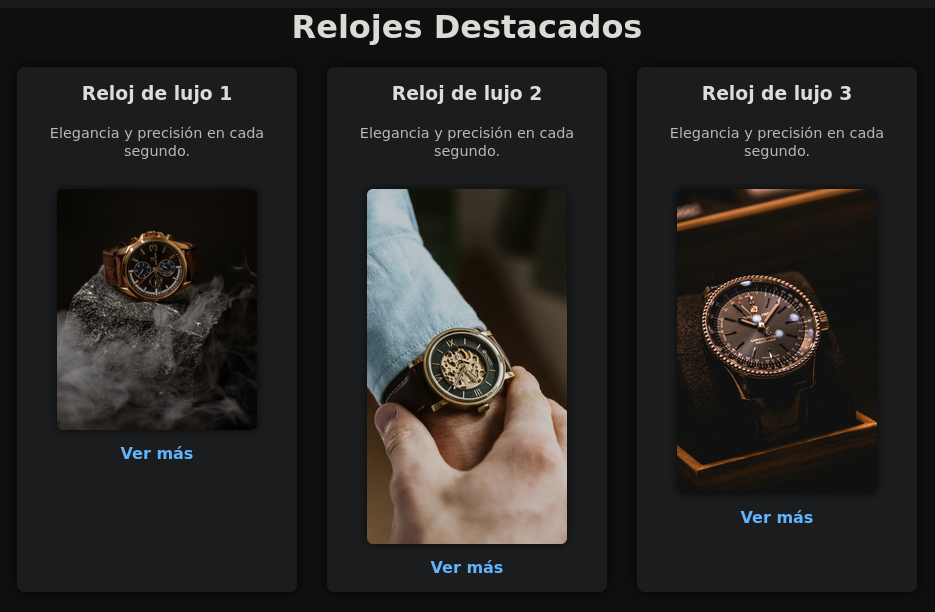 Relojes Destacados
Reloj de lujo 1
Elegancia y precisión en cada
segundo.
Ver más
Reloj de lujo 2
Elegancia y precisión en cada
segundo.
Ver más
Reloj de lujo 3
Elegancia y precisión en cada
segundo.
Ver más